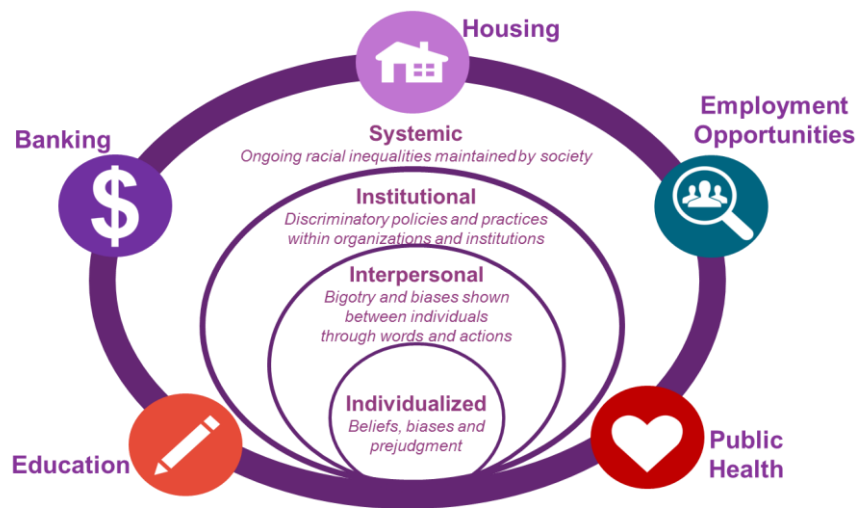 Housing
Employment
Opportunities
Banking
$
Systemic
Ongoing racial inequalities maintained by society
Institutional
Discriminatory policies and practices
within organizations and institutions
Interpersonal
Bigotry and biases shown
between individuals
through words and actions
Individualized
Beliefs, biases and
prejudgment
Education
Public
Health